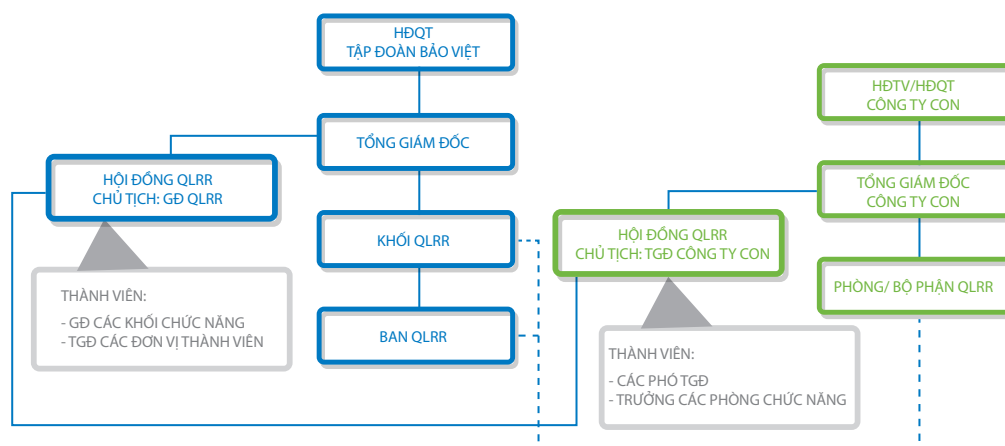 HĐQT
TẬP ĐOÀN BẢO VIỆT
TỔNG GIÁM ĐỐC
HỘI ĐỒNG QLRR
CHỦ TỊCH: GĐ QLRR
KHỐI QLRR
BAN QLRR
THÀNH VIÊN:
- GĐ CÁC KHỐI CHỨC NĂNG
- TGĐ CÁC ĐƠN VỊ THÀNH VIÊN
HĐTV/HĐQT
CÔNG TY CON
TỔNG GIÁM ĐỐC
CÔNG TY CON
HỘI ĐỒNG QLRR
CHỦ TỊCH: TGĐ CÔNG TY CON
PHÒNG/ BỘ PHẬN QLRR
THÀNH VIÊN:
- CÁC PHÓ TGĐ
- TRƯỞNG CÁC PHÒNG CHỨC NĂNG